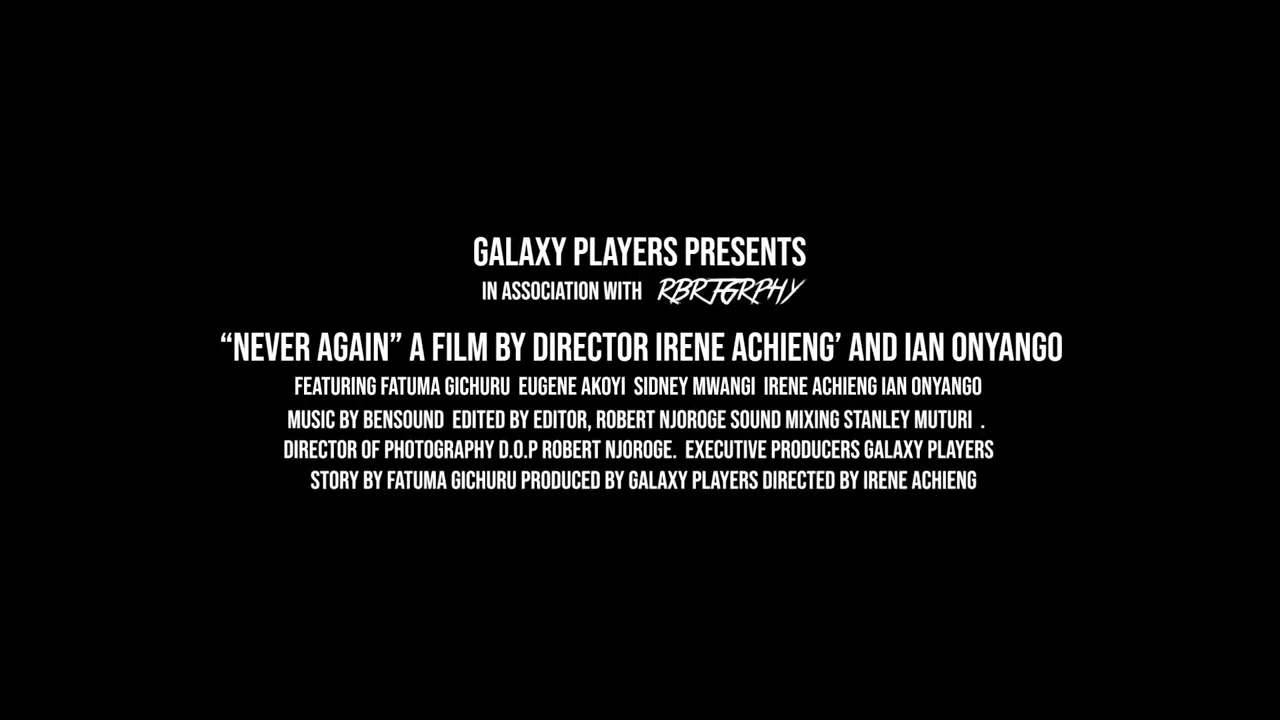 GALAXY PLAYERS PRESENTS
IN ASSOCIATION WITH RBRTGRPHY
“NEVER AGAIN” A FILM BY DIRECTOR IRENE ACHIENG’ AND IAN ONYANGO
FEATURING FATUMA GICHURU EUGENE AKOYI SIDNEY MWANGI IRENE ACHIENG IAN ONYANGO
MUSIC BY BENSOUND EDITED BY EDITOR, ROBERT NJOROGE SOUND MIXING STANLEY MUTURI .
DIRECTOR OF PHOTOGRAPHY D.O.P ROBERT NJOROGE. EXECUTIVE PRODUCERS GALAXY PLAYERS
STORY BY FATUMA GICHURU PRODUCED BY GALAXY PLAYERS DIRECTED BY IRENE ACHIENG